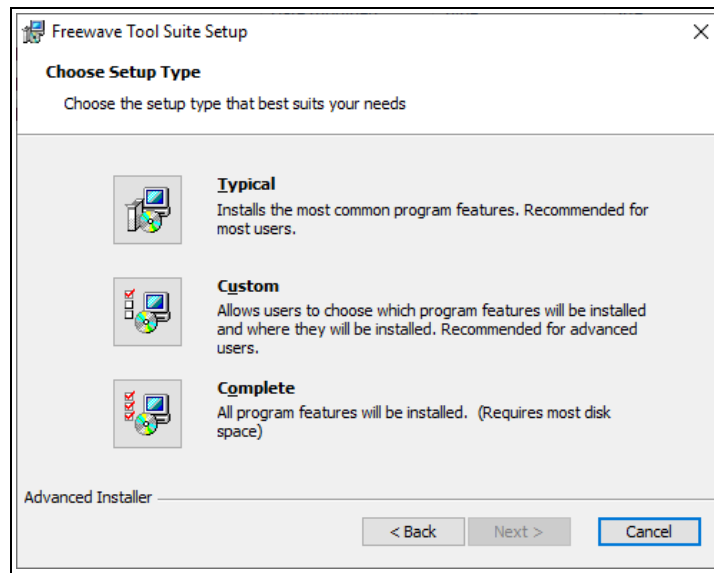 Freewave Tool Suite Setup
Choose Setup Type
Choose the setup type that best suits your needs
Typical
Installs the most common program features. Recommended for
most users.
Custom
Allows users to choose which program features will be installed
and where they will be installed. Recommended for advanced
users.
Complete
All program features will be installed.  (Requires most disk
space)
Advanced Installer
< Back
Next >
Cancel